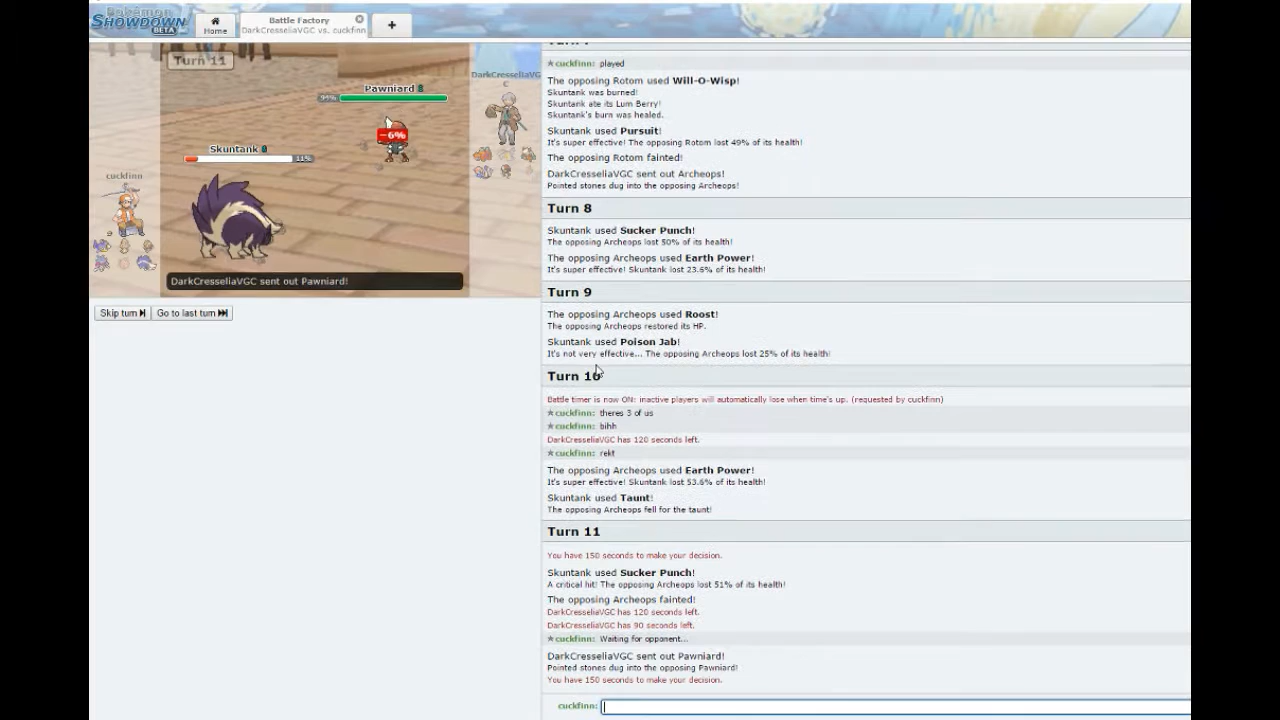 Pokémon
SHOWDOWN
BETA
Home
Battle Factory
DarkCresseliaVGC vs. cuckfinn
+
Turn 11
Pawniard
94%
-6%
Skuntank
11%
cuckfinn
DarkCresseliaVG
C
DarkCresseliaVGC sent out Pawniard!
Skip turn
Go to last turn
☆cuckfinn: played
The opposing Rotom used Will-O-Wisp!
Skuntank was burned!
Skuntank ate its Lum Berry!
Skuntank's burn was healed.
Skuntank used Pursuit!
It's super effective! The opposing Rotom lost 49% of its health!
The opposing Rotom fainted!
DarkCresseliaVGC sent out Archeops!
Pointed stones dug into the opposing Archeops!
Turn 8
Skuntank used Sucker Punch!
The opposing Archeops lost 50% of its health!
The opposing Archeops used Earth Power!
It's super effective! Skuntank lost 23.6% of its health!
Turn 9
The opposing Archeops used Roost!
The opposing Archeops restored its HP.
Skuntank used Poison Jab!
It's not very effective... The opposing Archeops lost 25% of its health!
Turn 10
Battle timer is now ON: inactive players will automatically lose when time's up. (requested by cuckfinn)
☆cuckfinn: theres 3 of us
☆cuckfinn: bihh
DarkCresseliaVGC has 120 seconds left.
☆cuckfinn: rekt
The opposing Archeops used Earth Power!
It's super effective! Skuntank lost 53.6% of its health!
Skuntank used Taunt!
The opposing Archeops fell for the taunt!
Turn 11
You have 150 seconds to make your decision.
Skuntank used Sucker Punch!
A critical hit! The opposing Archeops lost 51% of its health!
The opposing Archeops fainted!
DarkCresseliaVGC has 120 seconds left.
DarkCresseliaVGC has 90 seconds left.
☆cuckfinn: Waiting for opponent...
DarkCresseliaVGC sent out Pawniard!
Pointed stones dug into the opposing Pawniard!
You have 150 seconds to make your decision.
cuckfinn: